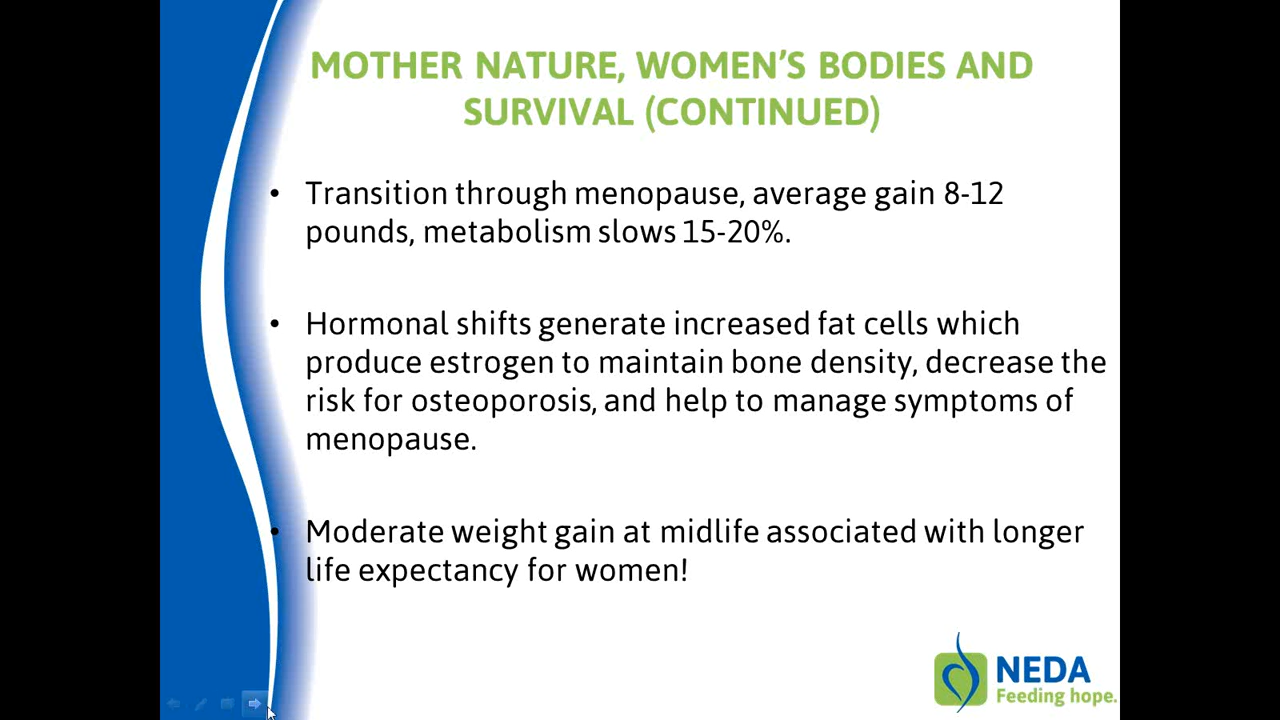 MOTHER NATURE, WOMEN'S BODIES AND
SURVIVAL (CONTINUED)
• Transition through menopause, average gain 8-12
pounds, metabolism slows 15-20%.
• Hormonal shifts generate increased fat cells which
produce estrogen to maintain bone density, decrease the
risk for osteoporosis, and help to manage symptoms of
menopause.
• Moderate weight gain at midlife associated with longer
life expectancy for women!
NEDA
Feeding hope.